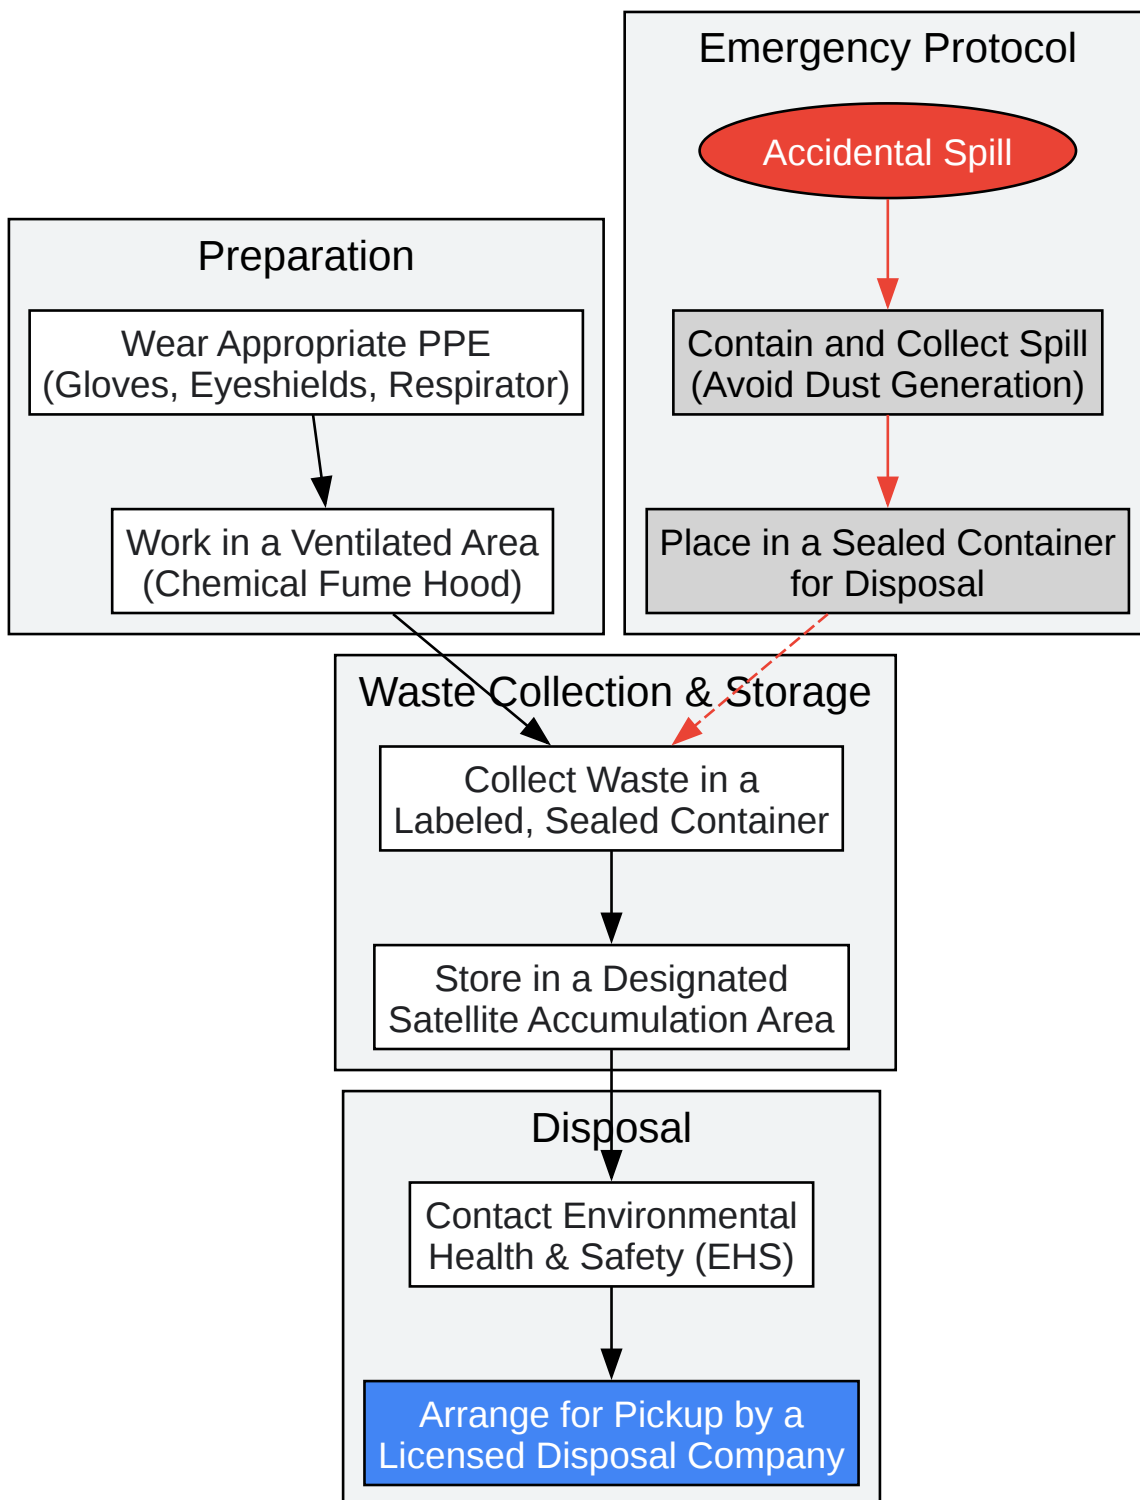 Emergency Protocol
Accidental Spill
Contain and Collect Spill
(Avoid Dust Generation)
Place in a Sealed Container
for Disposal
Preparation
Wear Appropriate PPE
(Gloves, Eyeshields, Respirator)
Work in a Ventilated Area
(Chemical Fume Hood)
Waste Collection & Storage
Collect Waste in a
Labeled, Sealed Container
Store in a Designated
Satellite Accumulation Area
Disposal
Contact Environmental
Health & Safety (EHS)
Arrange for Pickup by a
Licensed Disposal Company